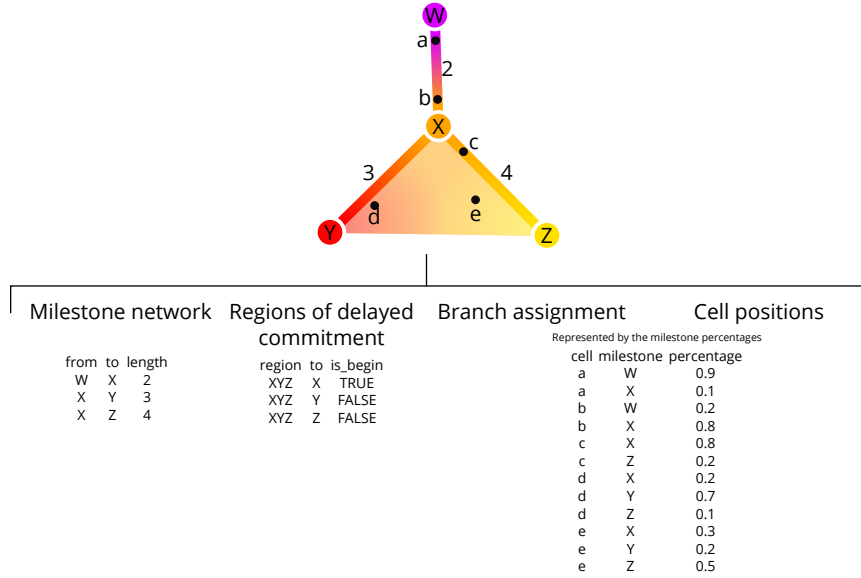 W
a
2
b
X
c
3
4
d
e
Y
Z
Milestone network
from to length
W X 2
X Y 3
X Z 4
Regions of delayed
commitment
region to is_begin
XYZ X TRUE
XYZ Y FALSE
XYZ Z FALSE
Branch assignment
Cell positions
Represented by the milestone percentages
cell milestone percentage
a W 0.9
a X 0.1
b W 0.2
b X 0.8
c X 0.8
c Z 0.2
d X 0.2
d Y 0.7
d Z 0.1
e X 0.3
e Y 0.2
e Z 0.5